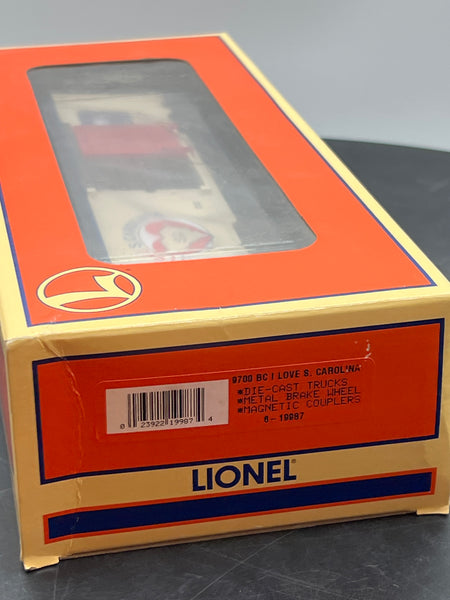 9700 BC I LOVE S. CAROLINA
*DIE-CAST TRUCKS
*METAL BRAKE WHEEL
*MAGNETIC COUPLERS
6-19987
0 23922 19987 4
LIONEL